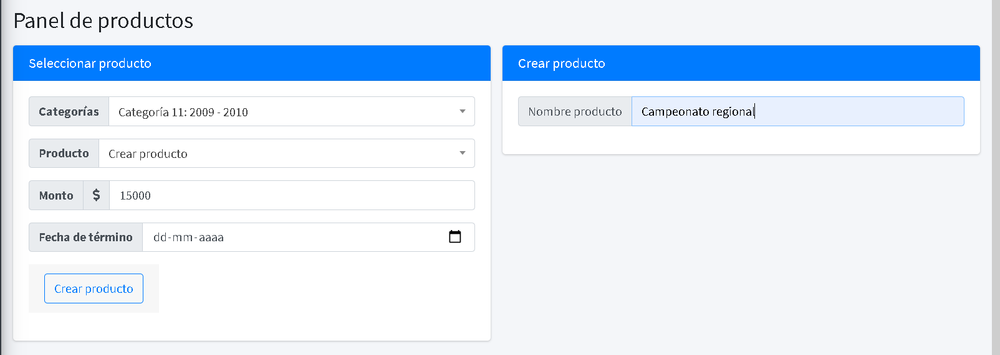 Panel de productos
Seleccionar producto
Categorías Categoría 11: 2009 - 2010
Producto Crear producto
Monto $ 15000
Fecha de término dd-mm-aaaa
Crear producto
Crear producto
Nombre producto Campeonato regional